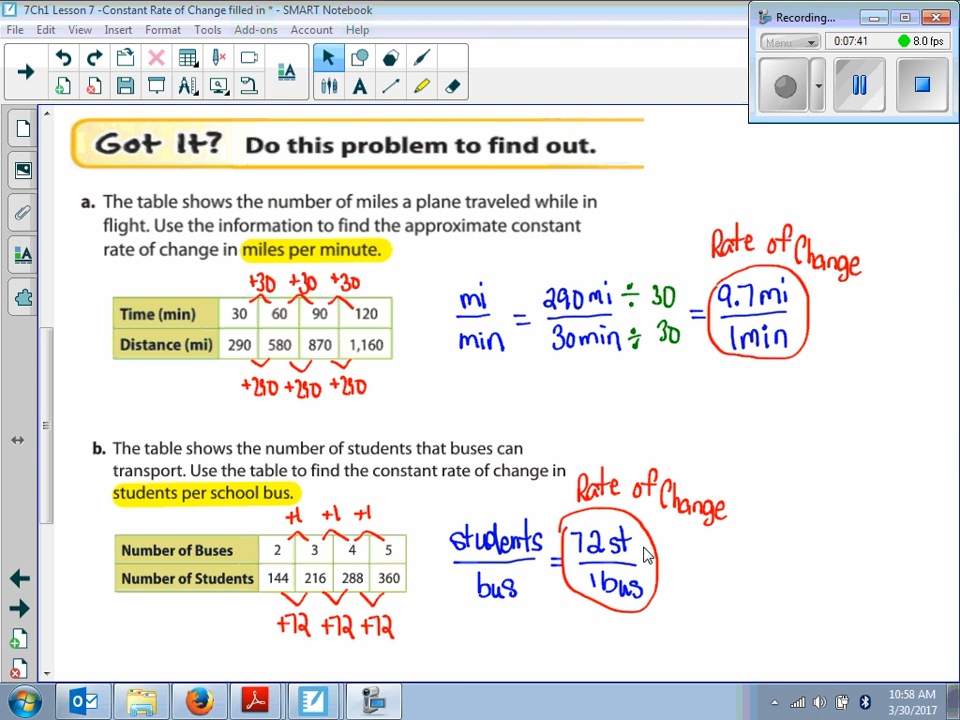 7Ch1 Lesson 7 -Constant Rate of Change filled in * - SMART Notebook
File Edit View Insert Format Tools Add-ons Account Help
Recording...
Menu 0:07:41 8.0 fps
Got It? Do this problem to find out.
a. The table shows the number of miles a plane traveled while in
flight. Use the information to find the approximate constant
rate of change in miles per minute.
Rate of Change
+30 +30 +30
Time (min) 30 60 90 120
Distance (mi) 290 580 870 1,160
+290 +290 +290
mi/min = 290mi ÷ 30/30min ÷ 30 = 9.7mi/1min
b. The table shows the number of students that buses can
transport. Use the table to find the constant rate of change in
students per school bus.
Rate of Change
+1 +1 +1
Number of Buses 2 3 4 5
Number of Students 144 216 288 360
+72 +72 +72
students/bus = 72st/1bus
10:58 AM
3/30/2017